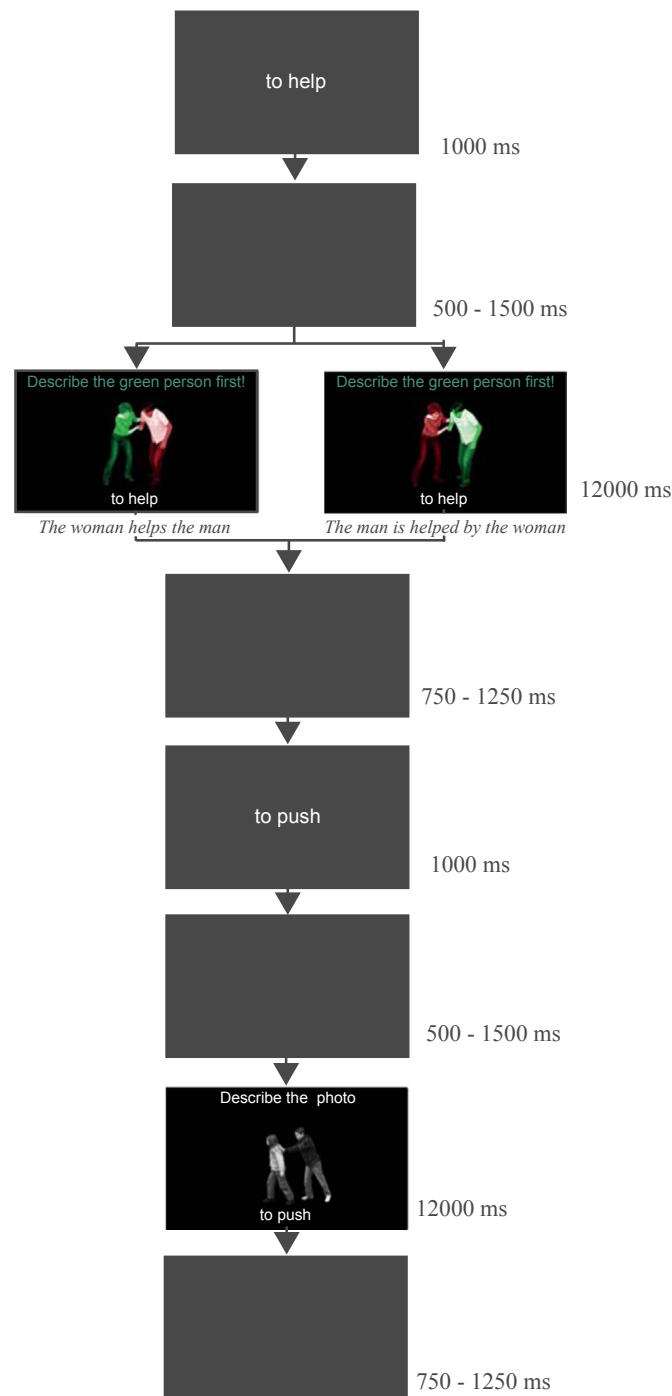 to help
1000 ms
500 - 1500 ms
Describe the green person first!
Describe the green person first!
to help
to help
12000 ms
The woman helps the man
The man is helped by the woman
750 - 1250 ms
to push
1000 ms
500 - 1500 ms
Describe the photo
to push
12000 ms
750 - 1250 ms